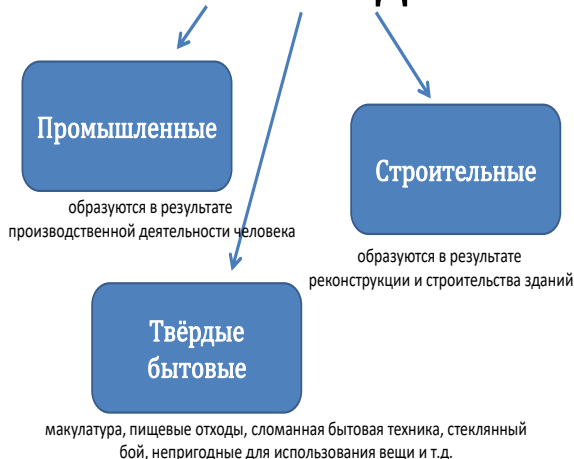 Промышленные
образуются в результате
производственной деятельности человека
Строительные
образуются в результате
реконструкции и строительства зданий
Твёрдые
бытовые
макулатура, пищевые отходы, сломанная бытовая техника, стеклянный
бой, непригодные для использования вещи и т.д.